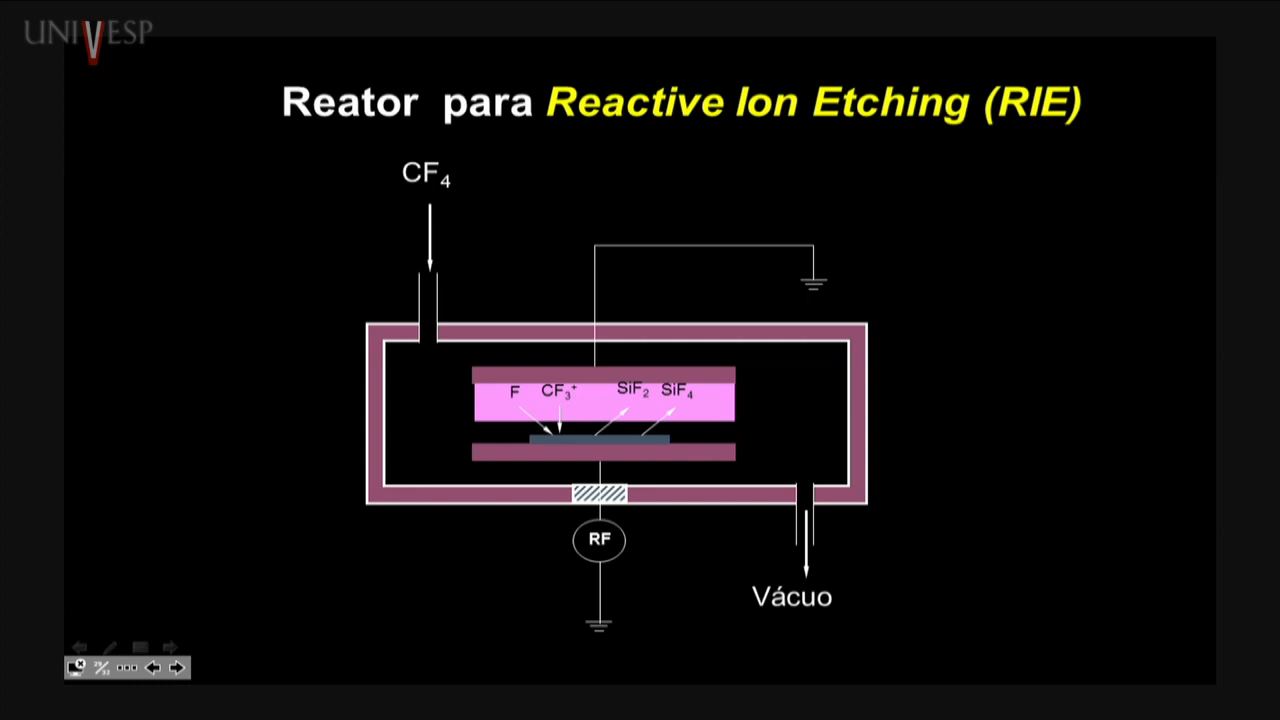 UNIVESP
Reator para Reactive Ion Etching (RIE)
CF₄
F CF₃⁺ SiF₂ SiF₄
RF
Vácuo